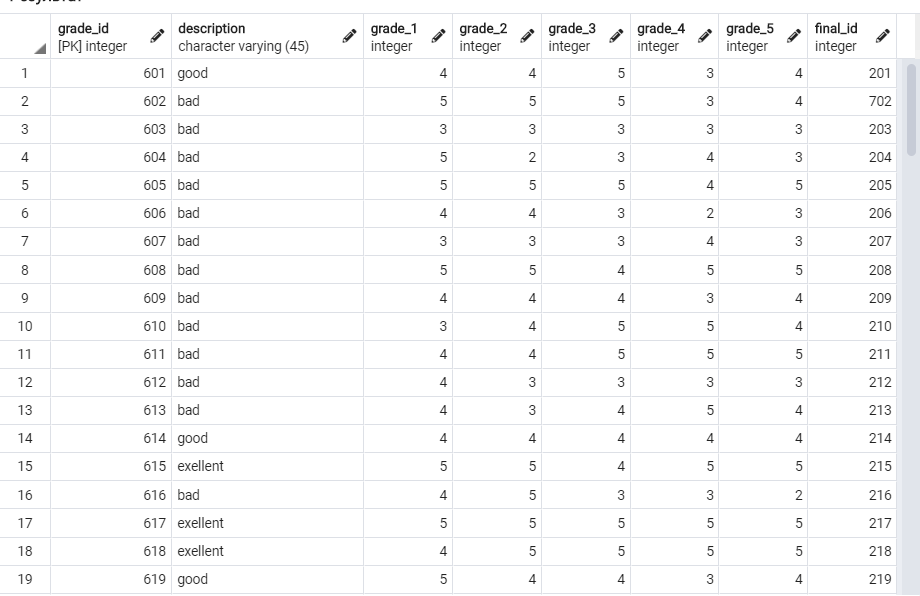 grade_id description grade_1 grade_2 grade_3 grade_4 grade_5 final_id
[PK] integer character varying (45) integer integer integer integer integer integer
1 601 good 4 4 5 3 4 201
2 602 bad 5 5 5 3 4 702
3 603 bad 3 3 3 3 3 203
4 604 bad 5 2 3 4 3 204
5 605 bad 5 5 5 4 5 205
6 606 bad 4 4 3 2 3 206
7 607 bad 3 3 3 4 3 207
8 608 bad 5 5 4 5 5 208
9 609 bad 4 4 4 3 4 209
10 610 bad 3 4 5 5 4 210
11 611 bad 4 4 5 5 5 211
12 612 bad 4 3 3 3 3 212
13 613 bad 4 3 4 5 4 213
14 614 good 4 4 4 4 4 214
15 615 exellent 5 5 4 5 5 215
16 616 bad 4 5 3 3 2 216
17 617 exellent 5 5 5 5 5 217
18 618 exellent 4 5 5 5 5 218
19 619 good 5 4 4 3 4 219